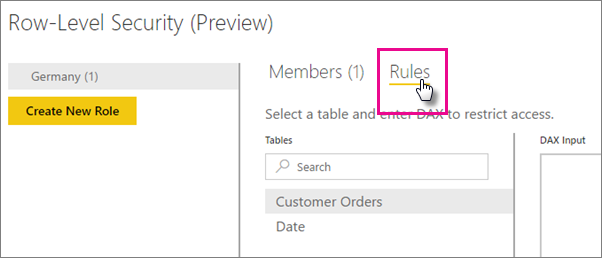 Row-Level Security (Preview)
Germany (1)
Create New Role
Members (1) Rules
Select a table and enter DAX to restrict access.
Tables
DAX Input
Search
Customer Orders
Date